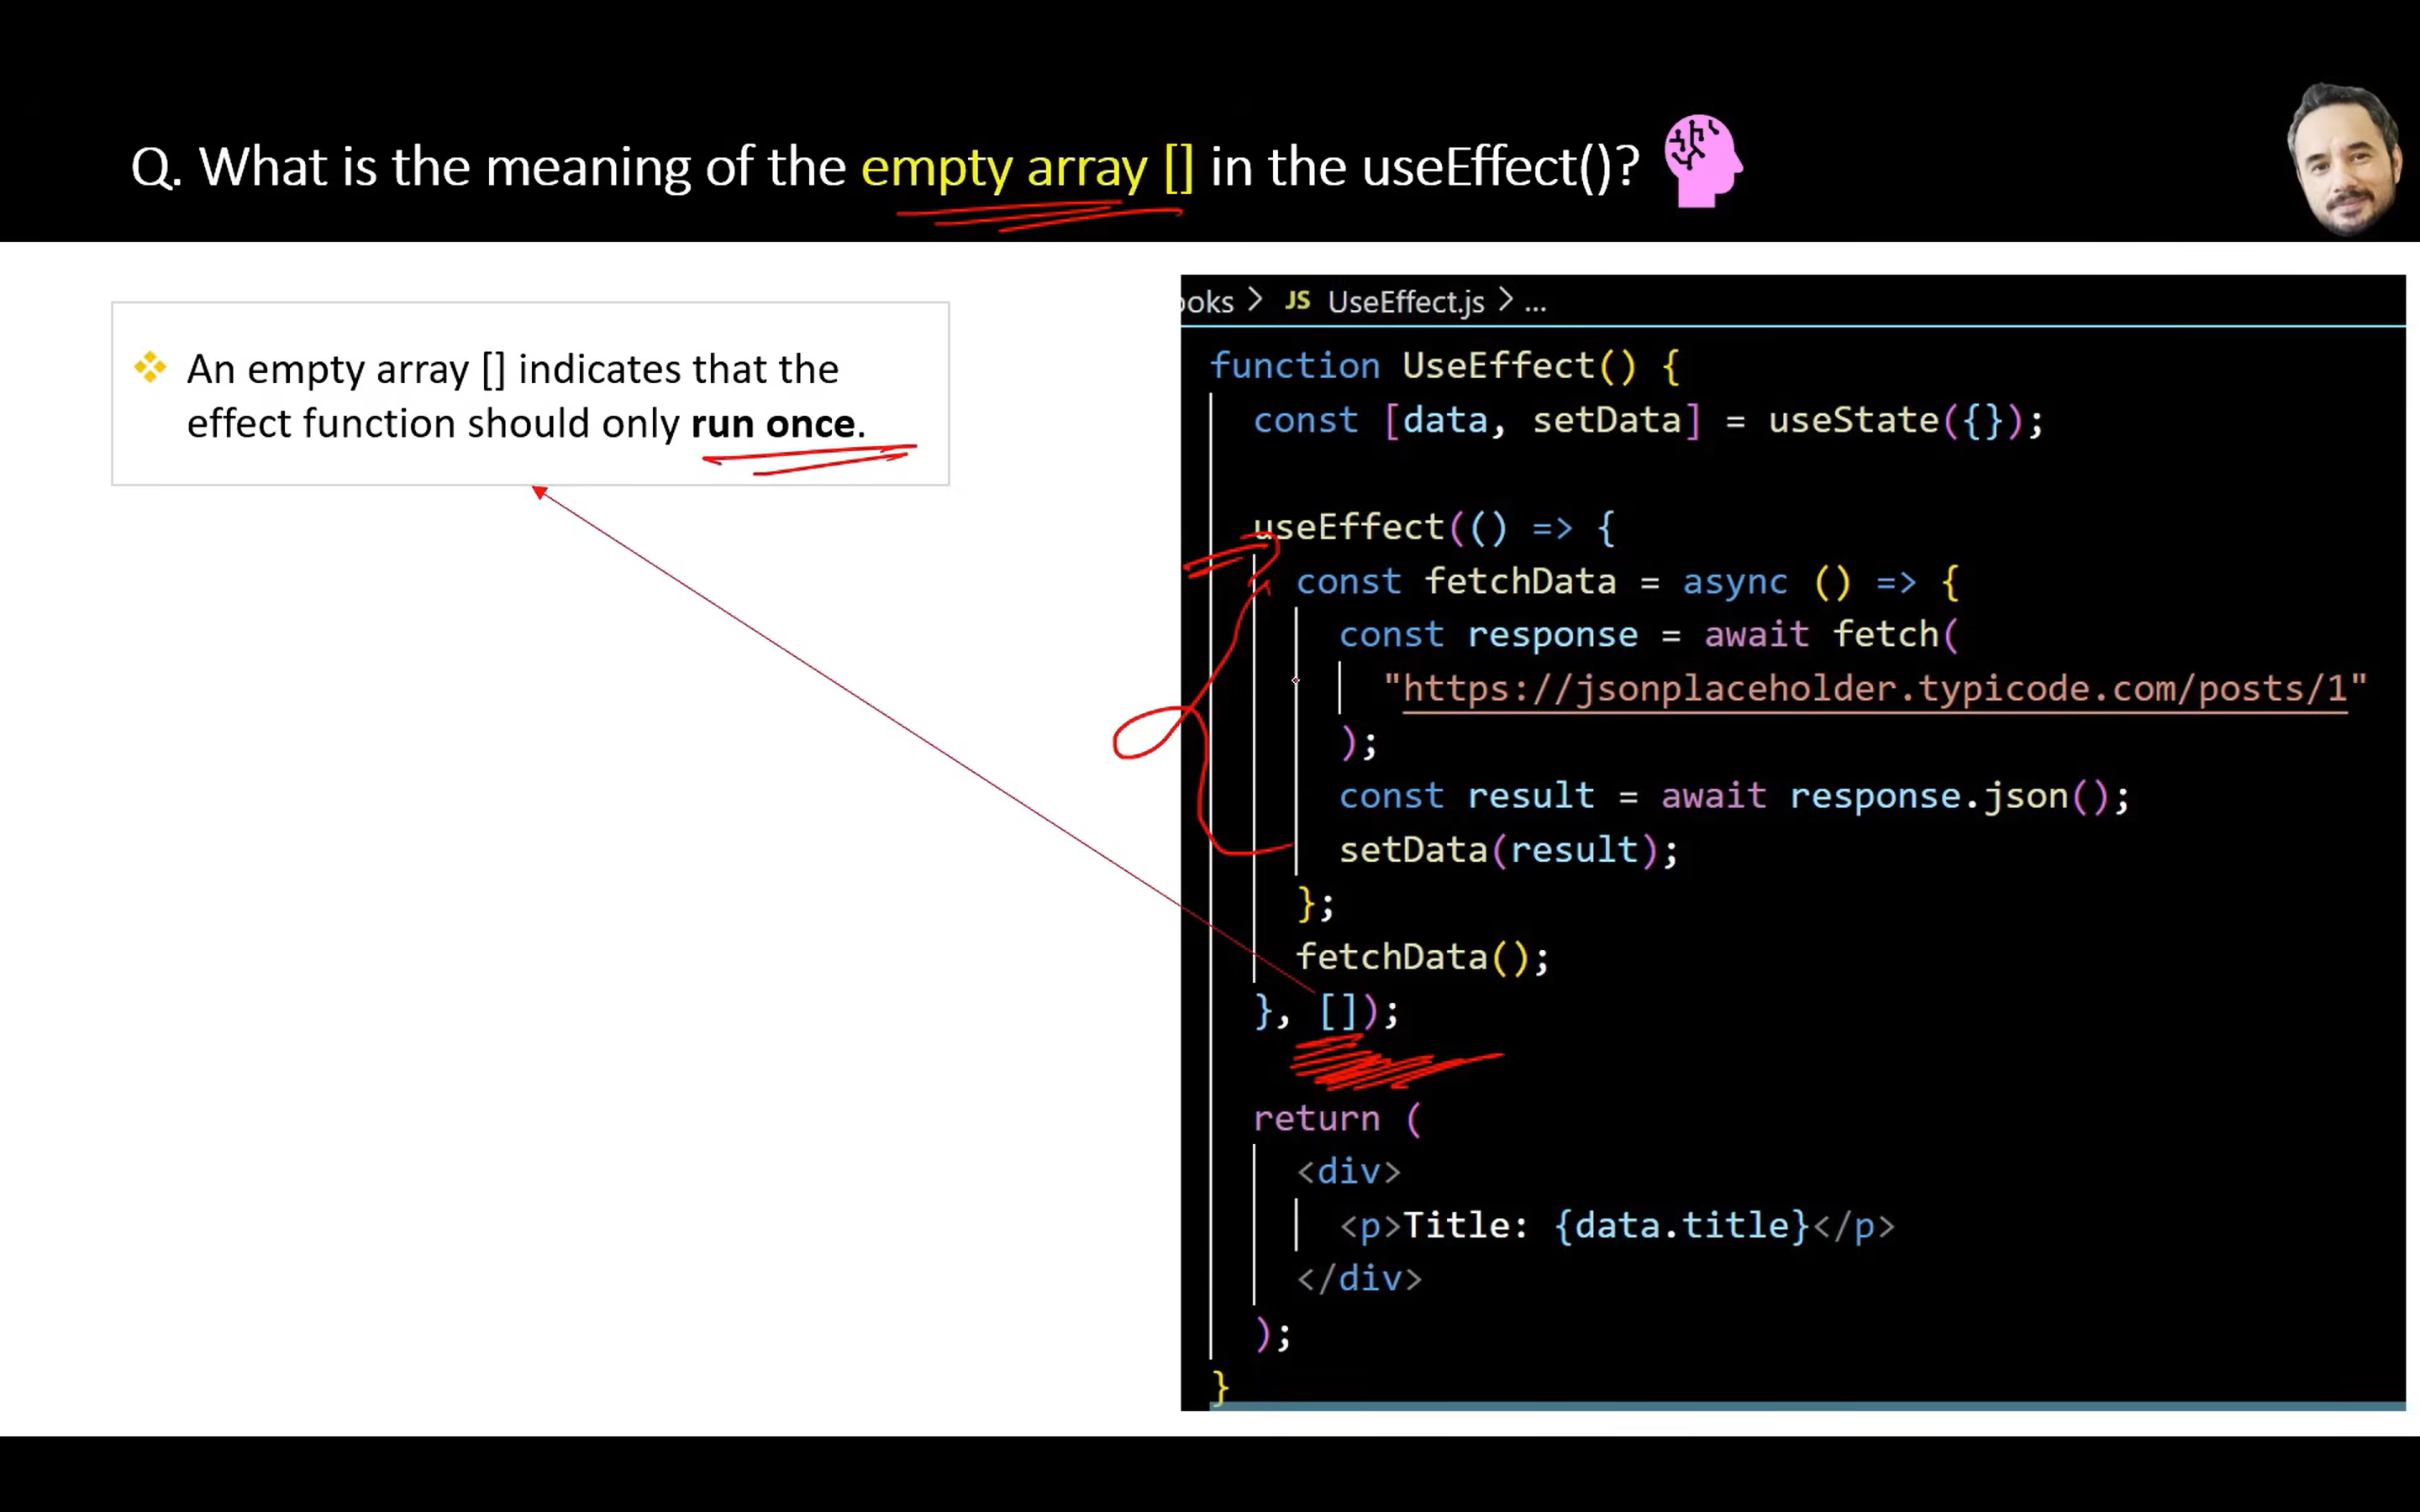 Q. What is the meaning of the empty array [] in the useEffect()?
An empty array [] indicates that the
effect function should only run once.
ooks > JS UseEffect.js > ...
function UseEffect() {
  const [data, setData] = useState({});
  useEffect(() => {
    const fetchData = async () => {
      const response = await fetch(
        "https://jsonplaceholder.typicode.com/posts/1"
      );
      const result = await response.json();
      setData(result);
    };
    fetchData();
  }, []);
  return (
    <div>
      <p>Title: {data.title}</p>
    </div>
  );
}